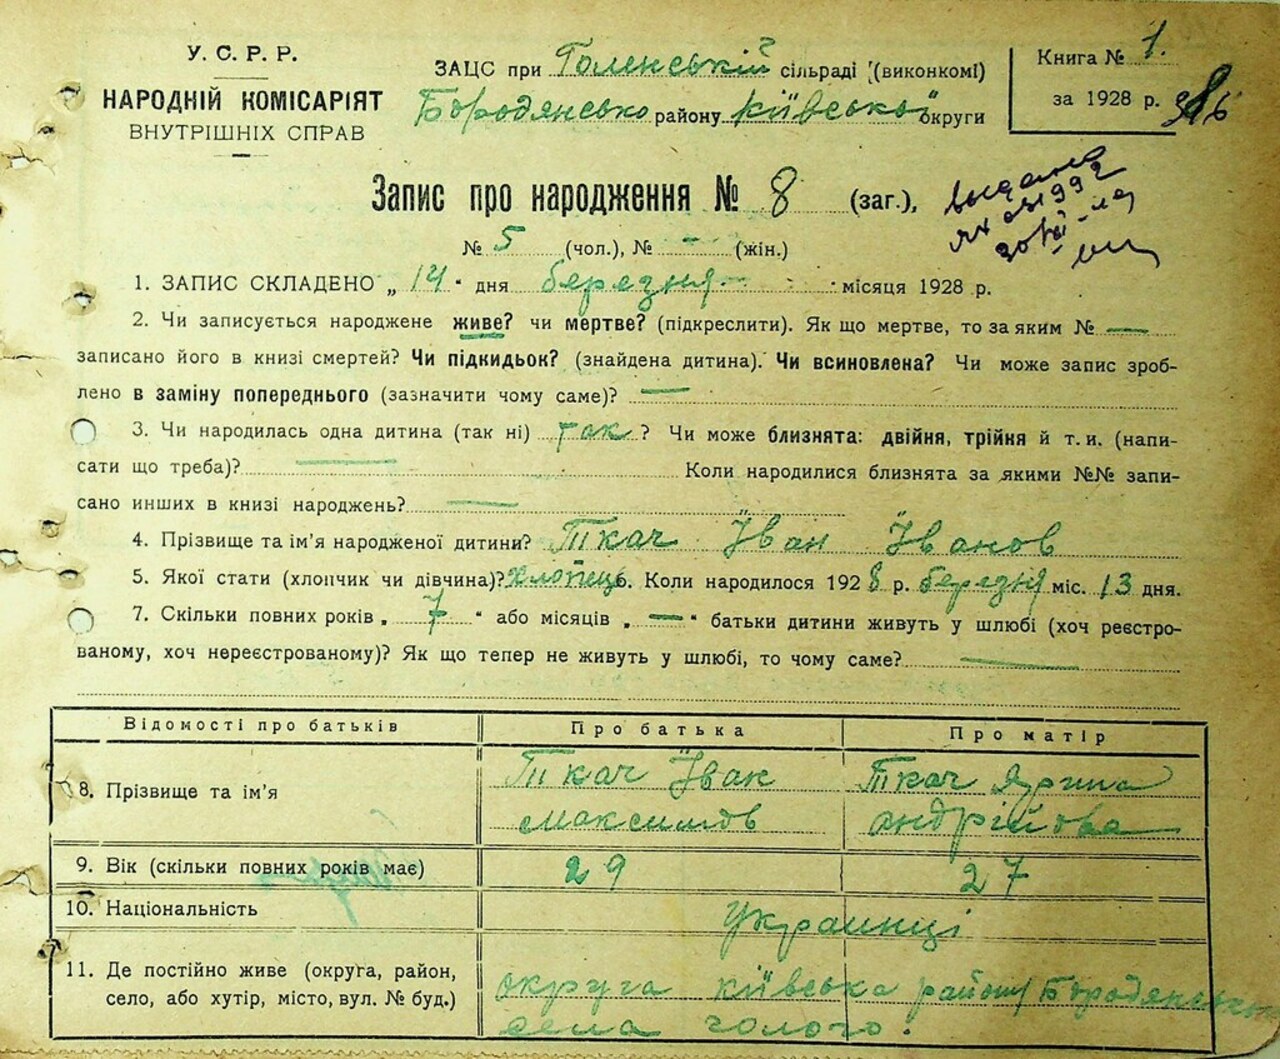 У. С. Р. Р.
НАРОДНІЙ КОМІСАРІЯТ
ВНУТРІШНІХ СПРАВ
ЗАЦС при Голенській сільраді (виконкомі)
Бородянсько району Київської округи
Книга № 1.
за 1928 р.
Запис про народження № 8 (заг.),
№ 5 (чол.), № — (жін.)
выдано
1. ЗАПИС СКЛАДЕНО „ 14 " дня березня місяця 1928 р.
2. Чи записується народжене живе? чи мертве? (підкреслити). Як що мертве, то за яким № —
записано його в книзі смертей? Чи підкидьок? (знайдена дитина). Чи всиновлена? Чи може запис зроб-
лено в заміну попереднього (зазначити чому саме)? —
3. Чи народилась одна дитина (так ні) так ? Чи може близнята: двійня, трійня й т. и. (напи-
сати що треба)? — Коли народилися близнята за якими №№ запи-
сано инших в книзі народжень? —
4. Прізвище та ім'я народженої дитини? Ткач Їван Їванов
5. Якої стати (хлопчик чи дівчина)? хлопець 6. Коли народилося 1928 р. березня міс. 13 дня.
7. Скільки повних років „ 7 " або місяців „ — " батьки дитини живуть у шлюбі (хоч реєстро-
ваному, хоч нереєстрованому)? Як що тепер не живуть у шлюбі, то чому саме? —
Відомості про батьків Про батька Про матір
8. Прізвище та ім'я Ткач Їван Ткач Ярина
максимов андрійова
9. Вік (скільки повних років має) 29 27
10. Національність украинці
11. Де постійно живе (округа, район, округа київська район Бородянсько
село, або хутір, місто, вул. № буд.) села голого.